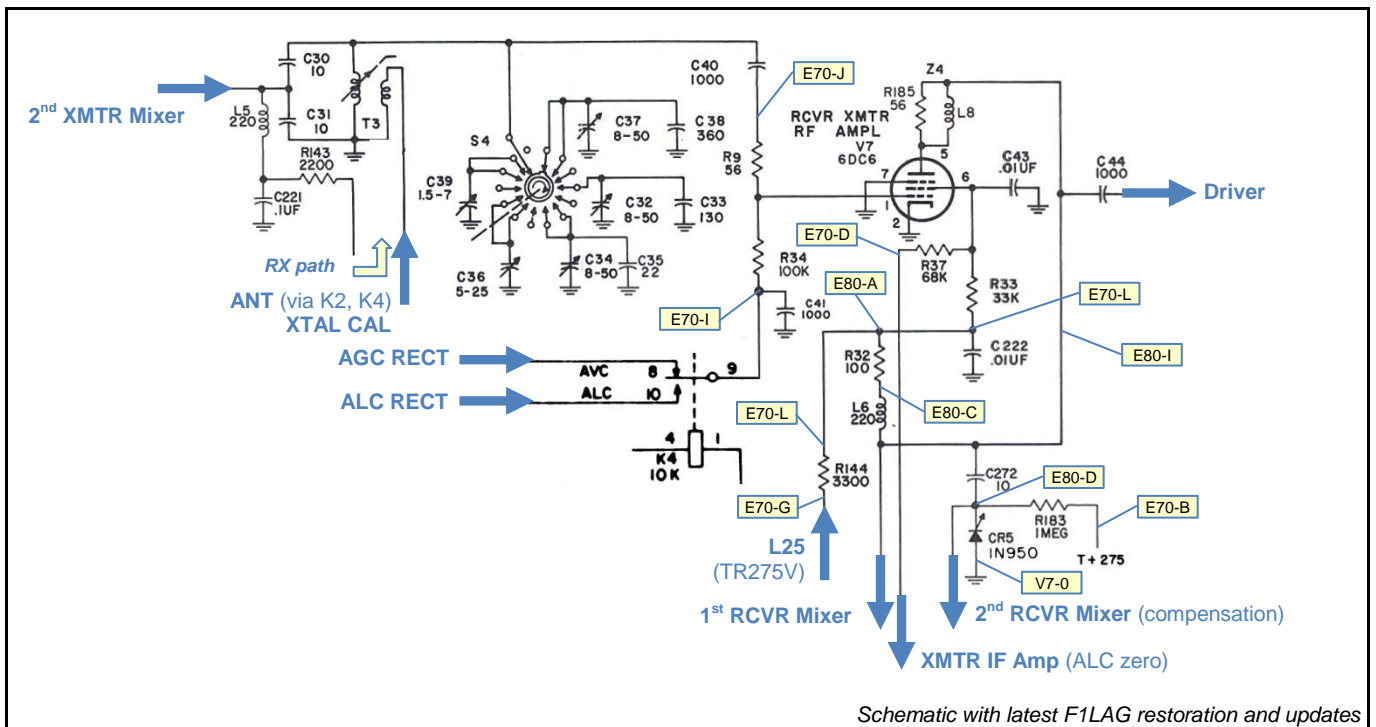 C30
10
C31
10
2nd XMTR Mixer
L5
220
T3
R143
2200
C221
.1UF
RX path
ANT (via K2, K4)
XTAL CAL
S4
C37
8-50
C38
360
C39
1.5-7
C32
8-50
C33
130
C36
5-25
C34
8-50
C35
22
C40
1000
E70-J
R9
56
RCVR XMTR
RF AMPL
V7
6DC6
Z4
R185
56
L8
5
7
6
1
2
C43
.01UF
C44
1000
Driver
E70-D
R37
68K
R34
100K
E80-A
R33
33K
E70-L
E70-I
C41
1000
C222
.01UF
E80-I
R32
100
AGC RECT
AVC
8
9
ALC RECT
ALC
10
E80-C
L6
220
E70-L
4
1
K4
10K
R144
3300
C272
10
E80-D
E70-G
E70-B
R183
1MEG
CR5
1N950
T+275
L25
(TR275V)
V7-0
1st RCVR Mixer
2nd RCVR Mixer (compensation)
XMTR IF Amp (ALC zero)
Schematic with latest F1LAG restoration and updates